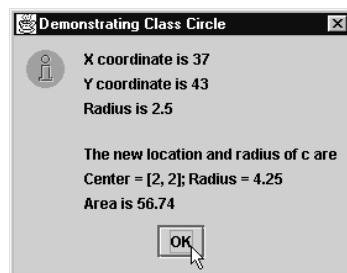 Demonstrating Class Circle
X coordinate is 37
Y coordinate is 43
Radius is 2.5
The new location and radius of c are
Center = [2, 2]; Radius = 4.25
Area is 56.74
OK